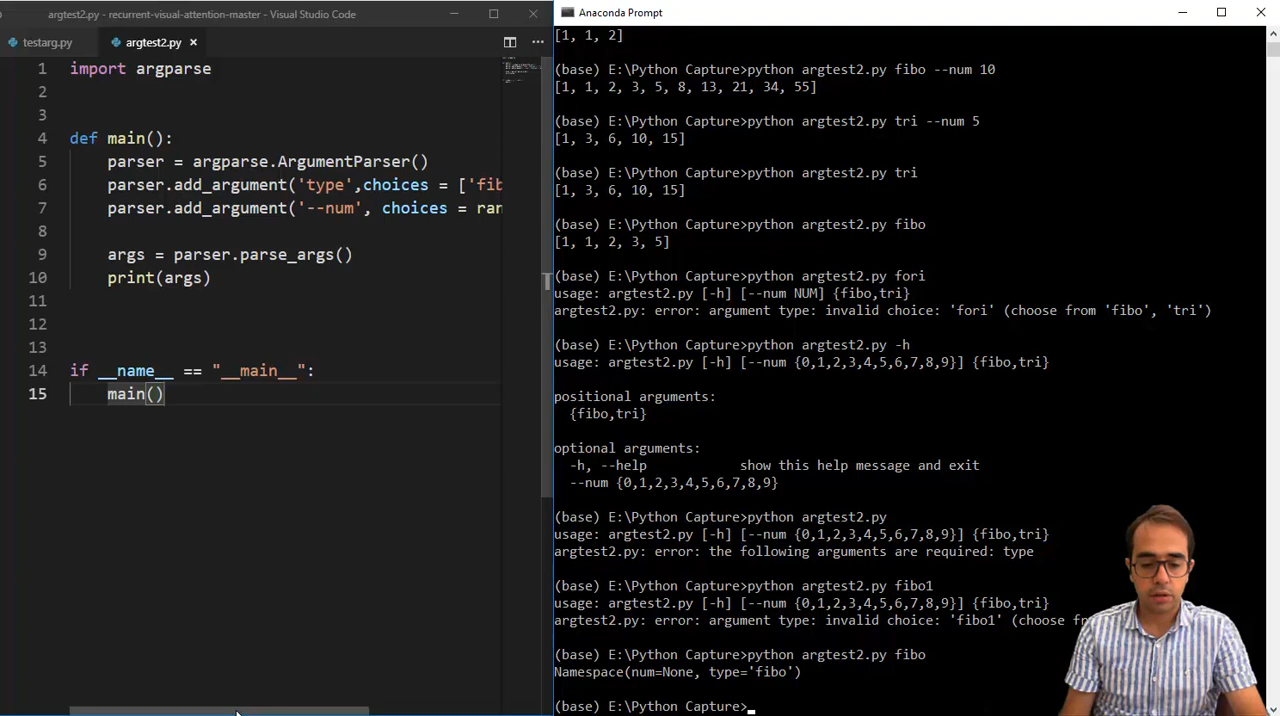 argtest2.py - recurrent-visual-attention-master - Visual Studio Code
testarg.py
argtest2.py
1 import argparse
2
3
4 def main():
5 parser = argparse.ArgumentParser()
6 parser.add_argument('type',choices = ['fib
7 parser.add_argument('--num', choices = ran
8
9 args = parser.parse_args()
10 print(args)
11
12
13
14 if __name__ == "__main__":
15 main()
Anaconda Prompt
[1, 1, 2]
(base) E:\Python Capture>python argtest2.py fibo --num 10
[1, 1, 2, 3, 5, 8, 13, 21, 34, 55]
(base) E:\Python Capture>python argtest2.py tri --num 5
[1, 3, 6, 10, 15]
(base) E:\Python Capture>python argtest2.py tri
[1, 3, 6, 10, 15]
(base) E:\Python Capture>python argtest2.py fibo
[1, 1, 2, 3, 5]
(base) E:\Python Capture>python argtest2.py fori
usage: argtest2.py [-h] [--num NUM] {fibo,tri}
argtest2.py: error: argument type: invalid choice: 'fori' (choose from 'fibo', 'tri')
(base) E:\Python Capture>python argtest2.py -h
usage: argtest2.py [-h] [--num {0,1,2,3,4,5,6,7,8,9}] {fibo,tri}
positional arguments:
{fibo,tri}
optional arguments:
-h, --help show this help message and exit
--num {0,1,2,3,4,5,6,7,8,9}
(base) E:\Python Capture>python argtest2.py
usage: argtest2.py [-h] [--num {0,1,2,3,4,5,6,7,8,9}] {fibo,tri}
argtest2.py: error: the following arguments are required: type
(base) E:\Python Capture>python argtest2.py fibo1
usage: argtest2.py [-h] [--num {0,1,2,3,4,5,6,7,8,9}] {fibo,tri}
argtest2.py: error: argument type: invalid choice: 'fibo1' (choose f
(base) E:\Python Capture>python argtest2.py fibo
Namespace(num=None, type='fibo')
(base) E:\Python Capture>